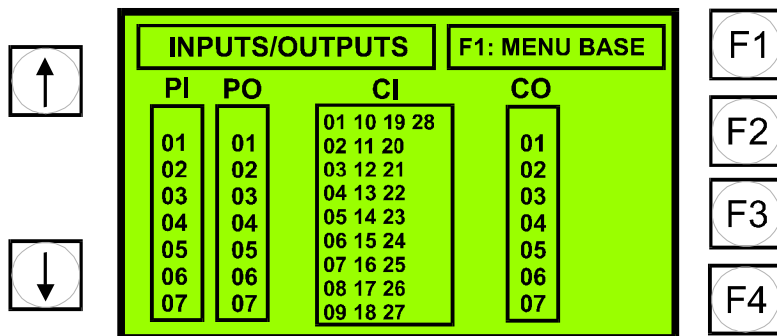 INPUTS/OUTPUTS F1: MENU BASE
PI PO CI CO
01 10 19 28
01 01 02 11 20 01
02 02 03 12 21 02
03 03 04 13 22 03
04 04 05 14 23 04
05 05 06 15 24 05
06 06 07 16 25 06
07 07 08 17 26 07
09 18 27
F1
F2
F3
F4